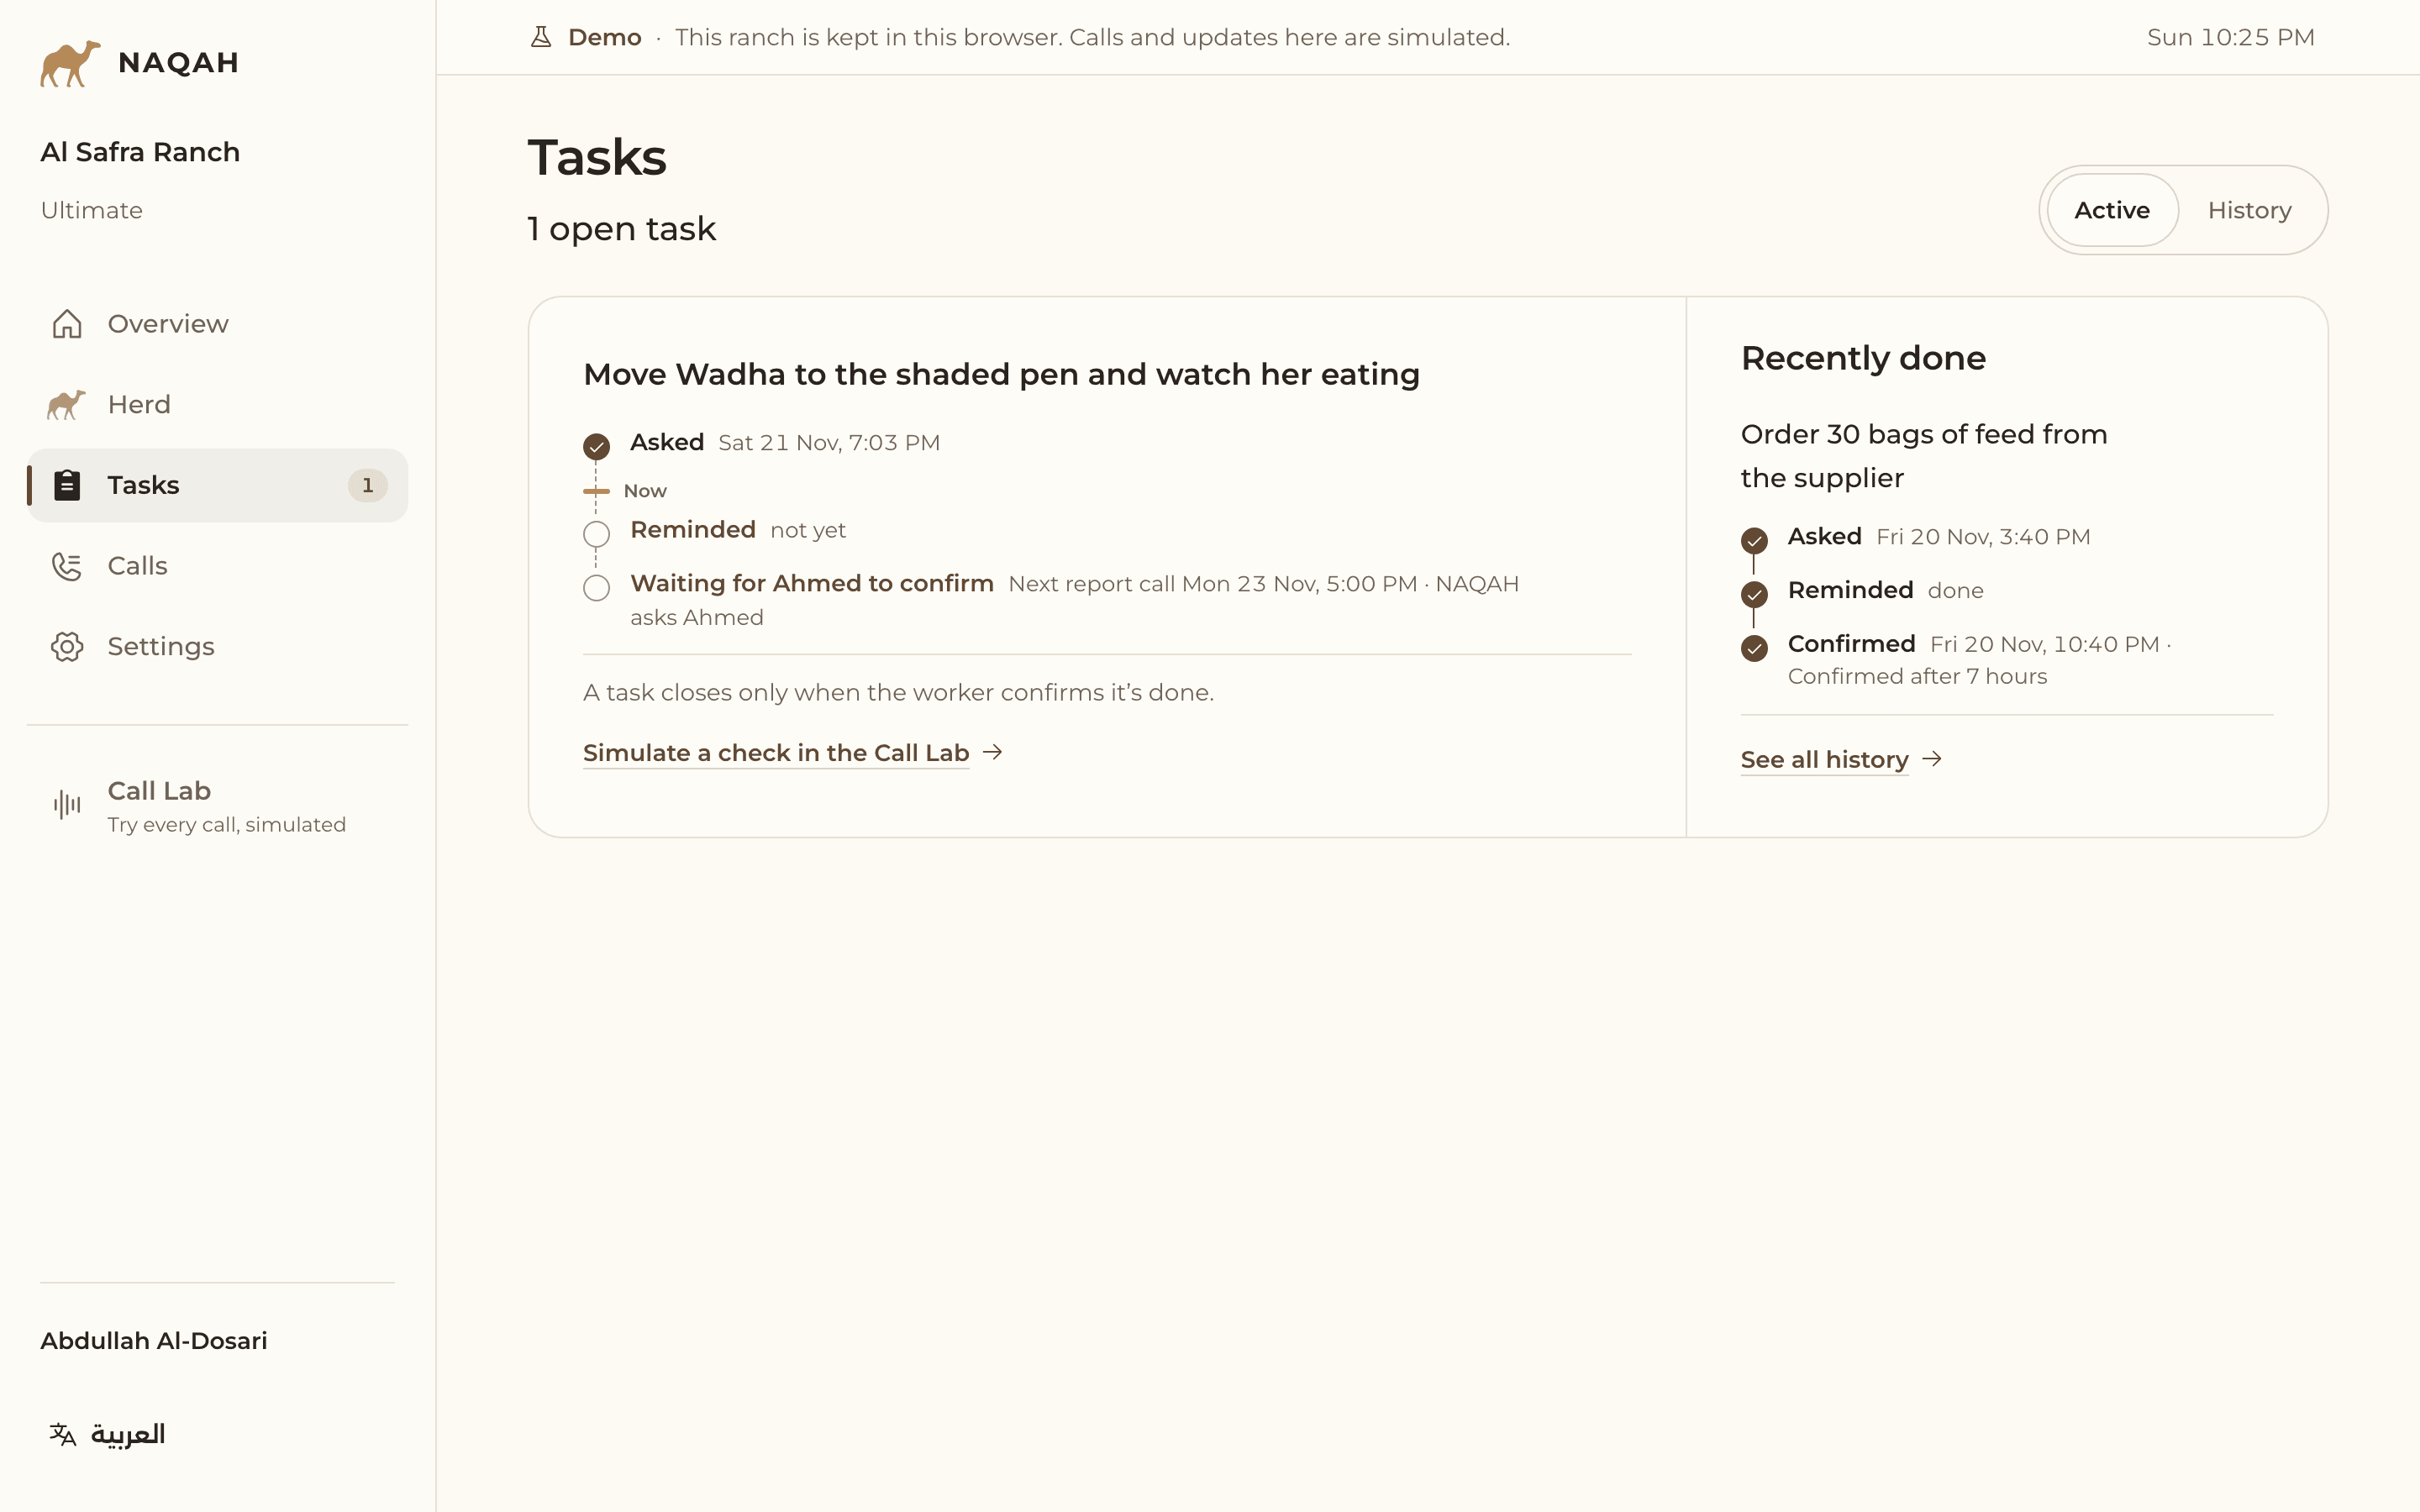 NAQAH
Al Safra Ranch
Ultimate
Overview
Herd
Tasks 1
Calls
Settings
Call Lab
Try every call, simulated
Abdullah Al-Dosari
العربية
Demo · This ranch is kept in this browser. Calls and updates here are simulated.
Sun 10:25 PM
Tasks
1 open task
Active History
Move Wadha to the shaded pen and watch her eating
Asked Sat 21 Nov, 7:03 PM
Now
Reminded not yet
Waiting for Ahmed to confirm Next report call Mon 23 Nov, 5:00 PM · NAQAH
asks Ahmed
A task closes only when the worker confirms it’s done.
Simulate a check in the Call Lab →
Recently done
Order 30 bags of feed from
the supplier
Asked Fri 20 Nov, 3:40 PM
Reminded done
Confirmed Fri 20 Nov, 10:40 PM ·
Confirmed after 7 hours
See all history →